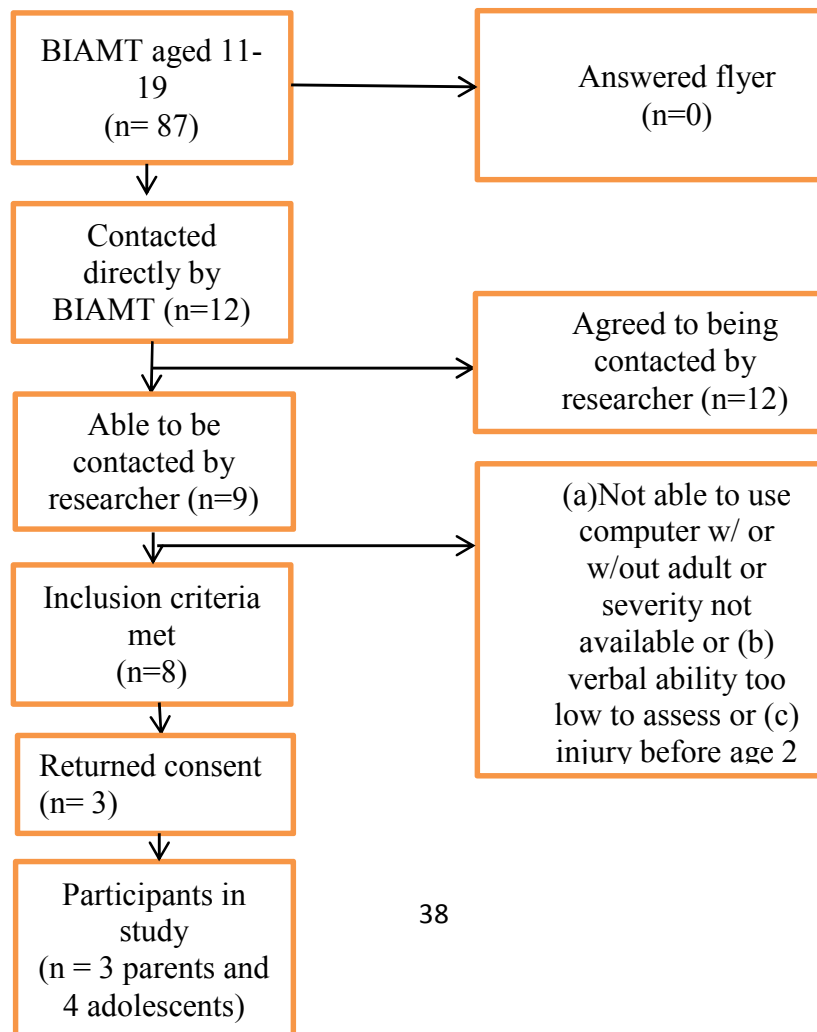 BIAMT aged 11-
19
(n= 87)
Answered flyer
(n=0)
Contacted
directly by
BIAMT (n=12)
Agreed to being
contacted by
researcher (n=12)
Able to be
contacted by
researcher (n=9)
(a)Not able to use
computer w/ or
w/out adult or
severity not
available or (b)
verbal ability too
low to assess or (c)
injury before age 2
Inclusion criteria
met
(n=8)
Returned consent
(n= 3)
Participants in
study
(n = 3 parents and
4 adolescents)
38